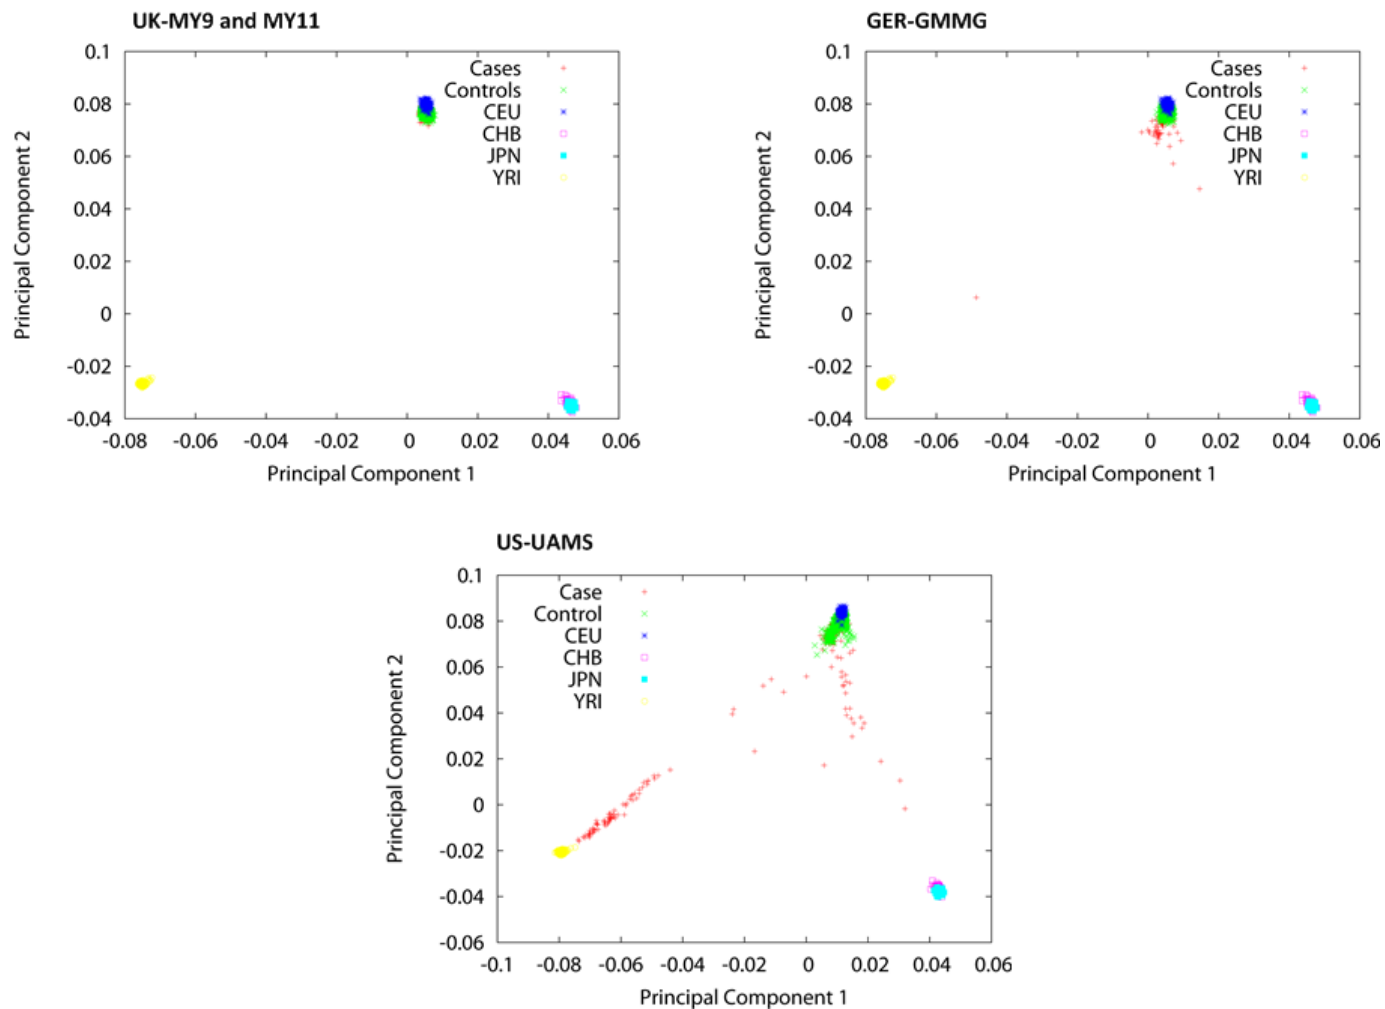 UK-MY9 and MY11
Principal Component 2
0.1
0.08
0.06
0.04
0.02
0
-0.02
-0.04
Cases
Controls
CEU
CHB
JPN
YRI
-0.08 -0.06 -0.04 -0.02 0 0.02 0.04 0.06
Principal Component 1
GER-GMMG
Principal Component 2
0.1
0.08
0.06
0.04
0.02
0
-0.02
-0.04
Cases
Controls
CEU
CHB
JPN
YRI
-0.08 -0.06 -0.04 -0.02 0 0.02 0.04 0.06
Principal Component 1
US-UAMS
Principal Component 2
0.1
0.08
0.06
0.04
0.02
0
-0.02
-0.04
-0.06
Case
Control
CEU
CHB
JPN
YRI
-0.1 -0.08 -0.06 -0.04 -0.02 0 0.02 0.04 0.06
Principal Component 1